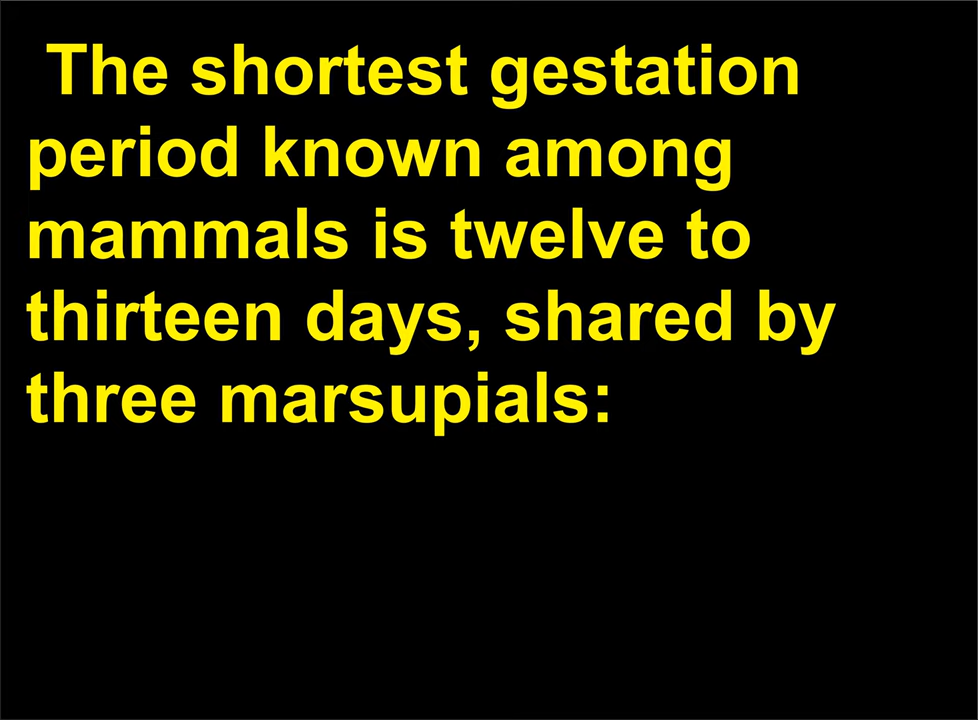 The shortest gestation
period known among
mammals is twelve to
thirteen days, shared by
three marsupials: